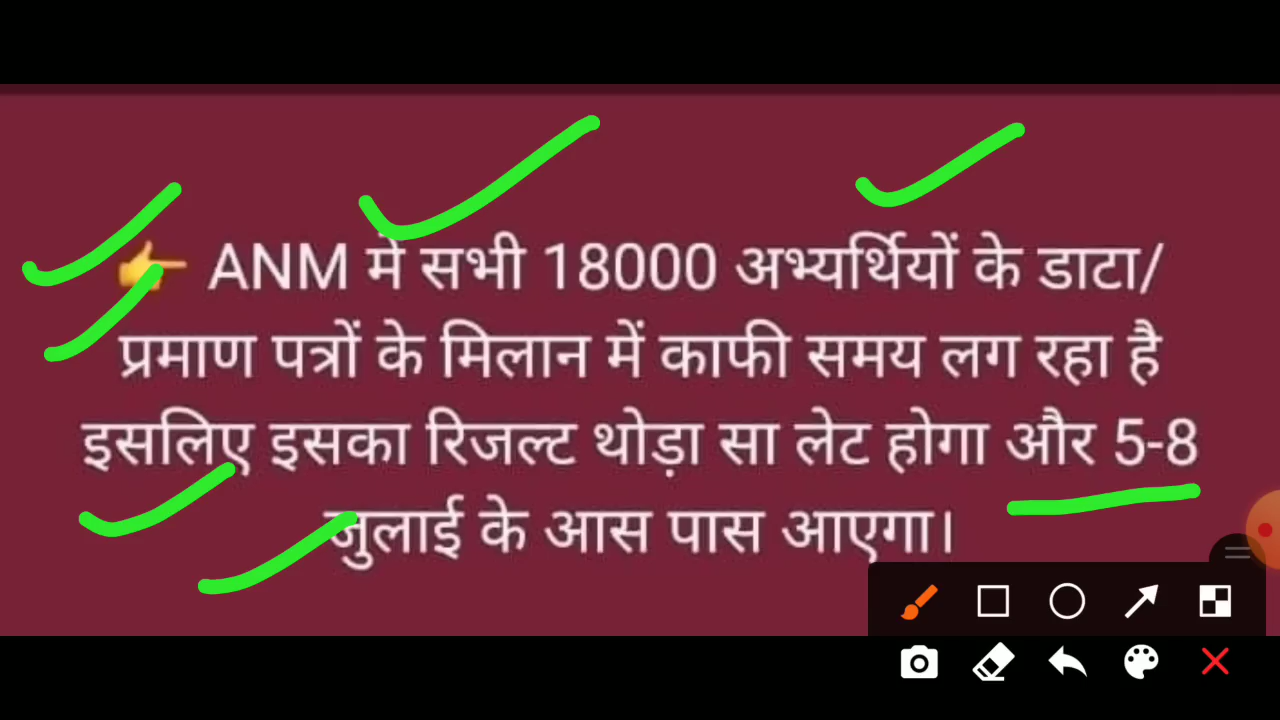 👉 ANM में सभी 18000 अभ्यर्थियों के डाटा/
प्रमाण पत्रों के मिलान में काफी समय लग रहा है
इसलिए इसका रिजल्ट थोड़ा सा लेट होगा और 5-8
जुलाई के आस पास आएगा।